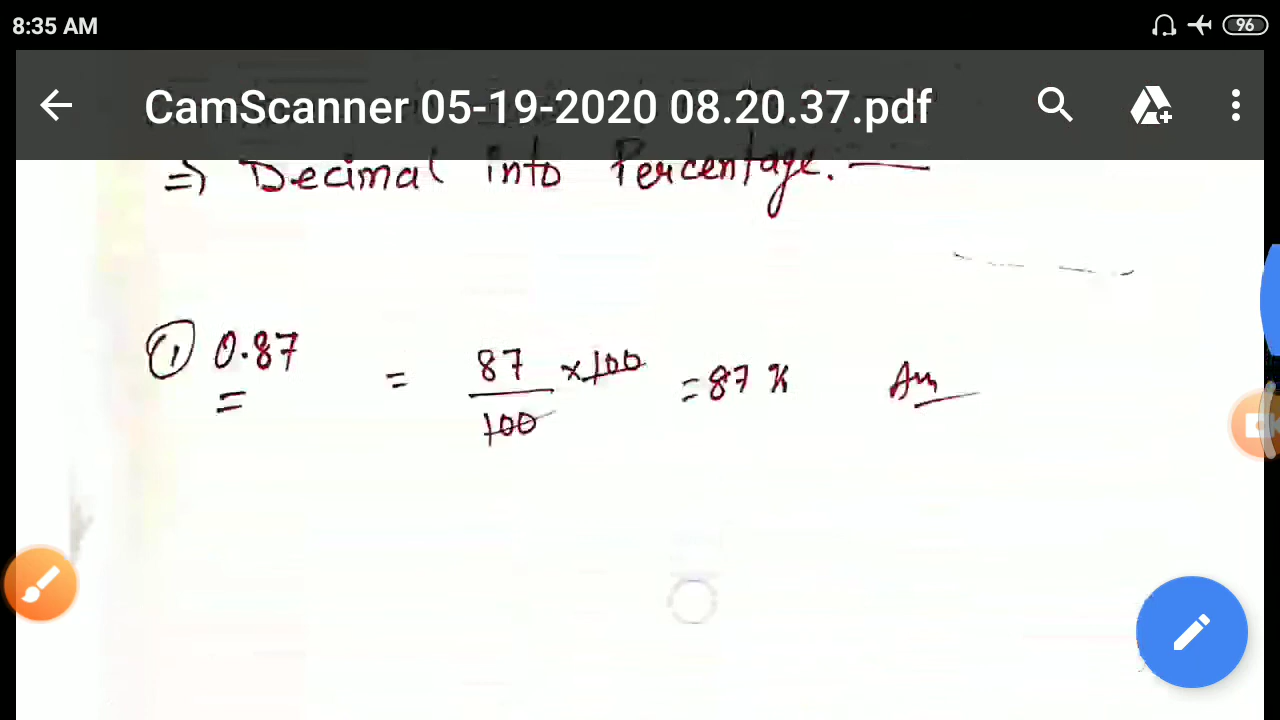 8:35 AM 96
CamScanner 05-19-2020 08.20.37.pdf
=> Decimal into Percentage. —
① 0.87 = 87/100 ×100 = 87 % Ans